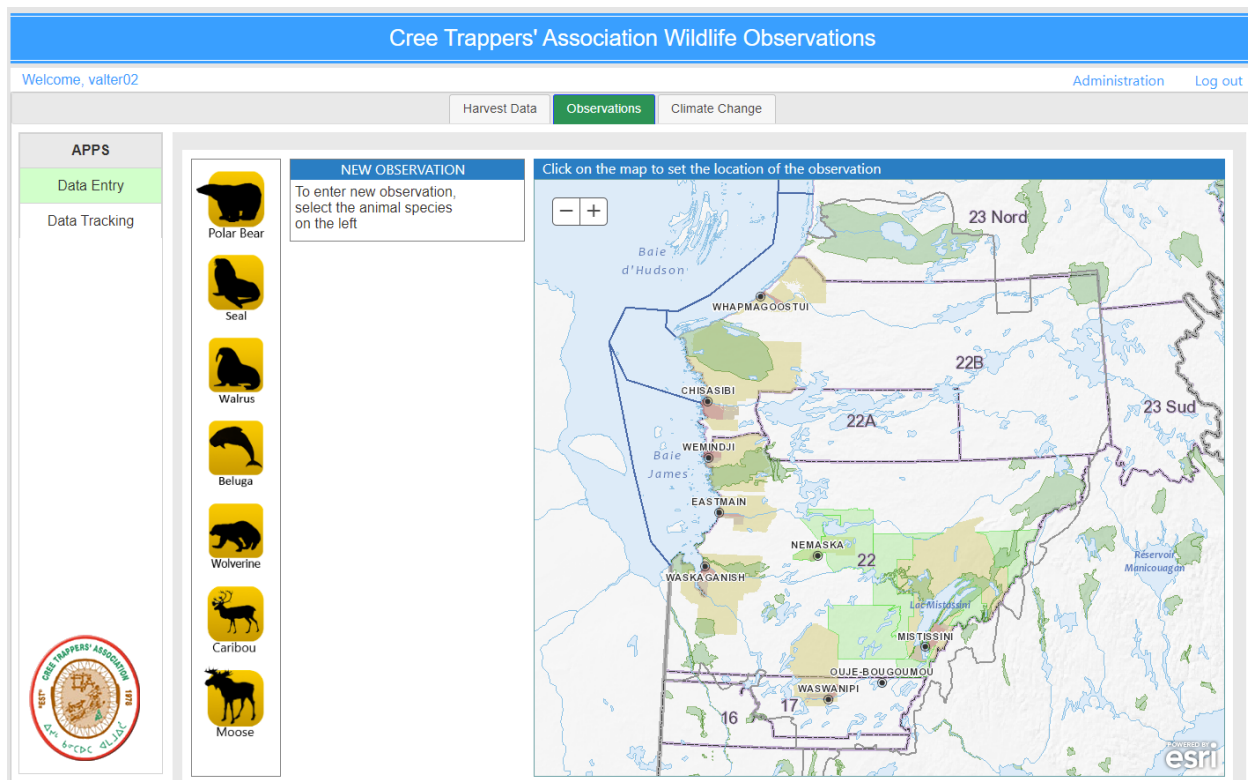 Cree Trappers' Association Wildlife Observations
Welcome, valter02
Administration
Log out
Harvest Data
Observations
Climate Change
APPS
Data Entry
Data Tracking
Polar Bear
Seal
Walrus
Beluga
Wolverine
Caribou
Moose
NEW OBSERVATION
To enter new observation,
select the animal species
on the left
Click on the map to set the location of the observation
23 Nord
Baie
d'Hudson
WHAPMAGOOSTUI
22B
CHISASIBI
23 Sud
22A
WEMINDJI
Baie
James
EASTMAIN
NEMASKA
22
Réservoir
Manicouagan
WASKAGANISH
Lac Mistassini
MISTISSINI
OUJE-BOUGOUMOU
WASWANIPI
17
16
POWERED BY
esri
CREE TRAPPERS' ASSOCIATION
"EST"
1978